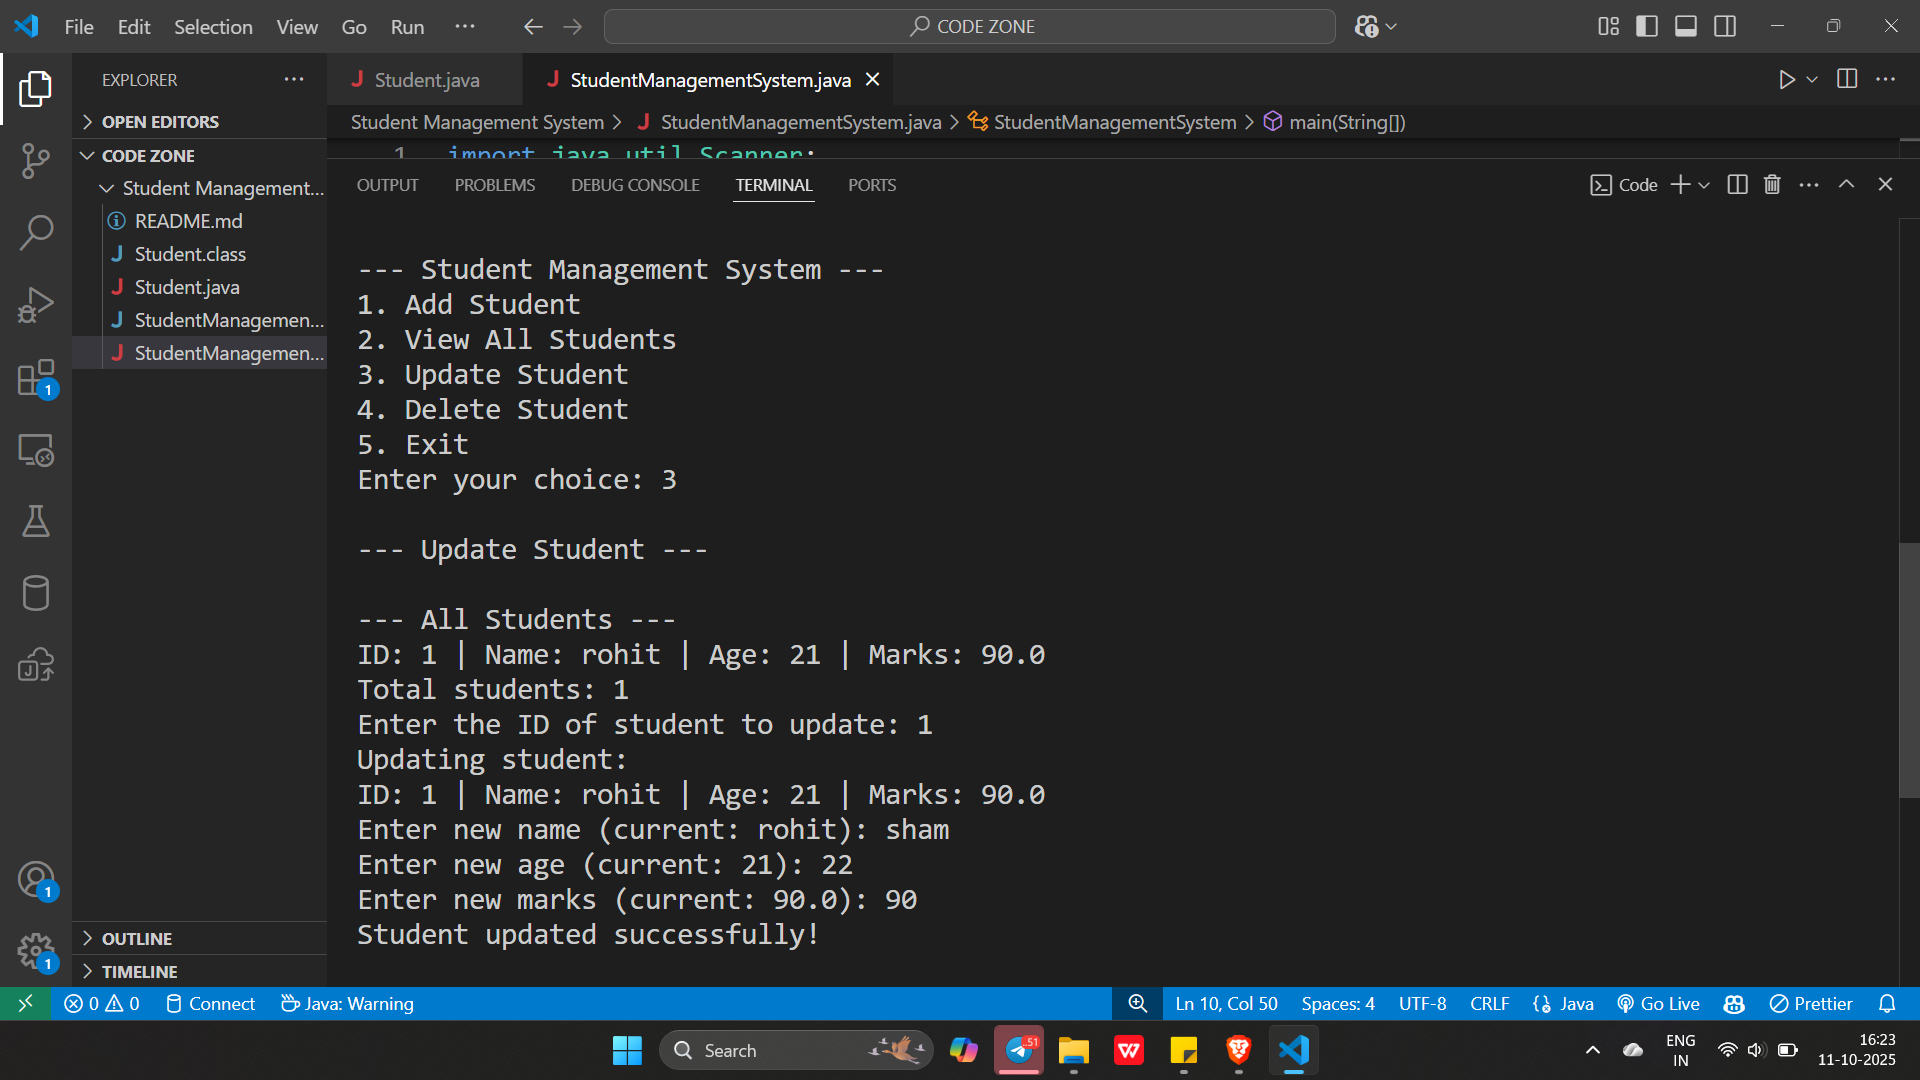 File Edit Selection View Go Run ··· CODE ZONE
EXPLORER ···
OPEN EDITORS
CODE ZONE
Student Management...
README.md
Student.class
Student.java
StudentManagemen...
StudentManagemen...
OUTLINE
TIMELINE
Student.java StudentManagementSystem.java
Student Management System > StudentManagementSystem.java > StudentManagementSystem > main(String[])
1 import java.util.Scanner;
OUTPUT PROBLEMS DEBUG CONSOLE TERMINAL PORTS Code
--- Student Management System ---
1. Add Student
2. View All Students
3. Update Student
4. Delete Student
5. Exit
Enter your choice: 3
--- Update Student ---
--- All Students ---
ID: 1 | Name: rohit | Age: 21 | Marks: 90.0
Total students: 1
Enter the ID of student to update: 1
Updating student:
ID: 1 | Name: rohit | Age: 21 | Marks: 90.0
Enter new name (current: rohit): sham
Enter new age (current: 21): 22
Enter new marks (current: 90.0): 90
Student updated successfully!
1
1
1
0 0 Connect Java: Warning Ln 10, Col 50 Spaces: 4 UTF-8 CRLF Java Go Live Prettier
Search ..51 ENG 16:23
IN 11-10-2025